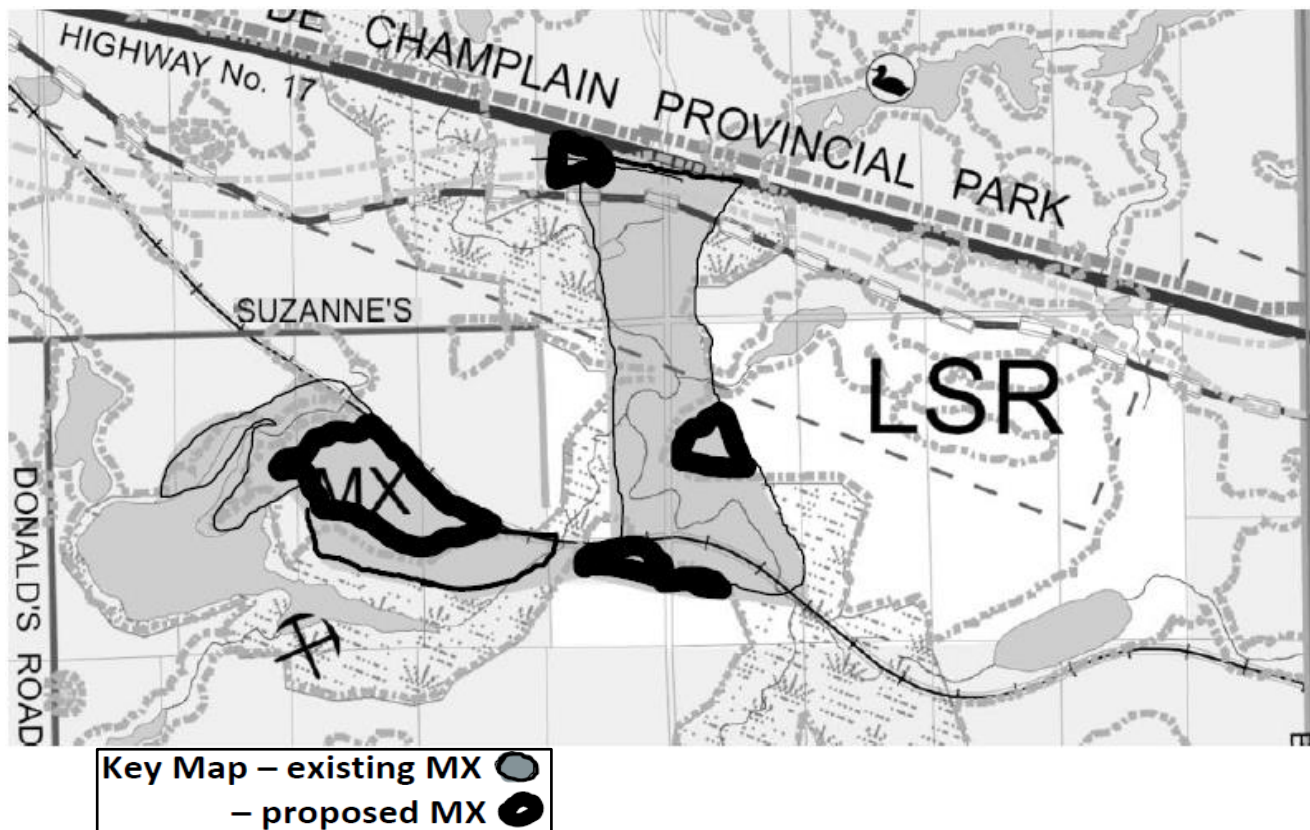 DE CHAMPLAIN PROVINCIAL PARK
HIGHWAY No. 17
SUZANNE'S
LSR
MX
DONALD'S ROAD
E
Key Map – existing MX
– proposed MX